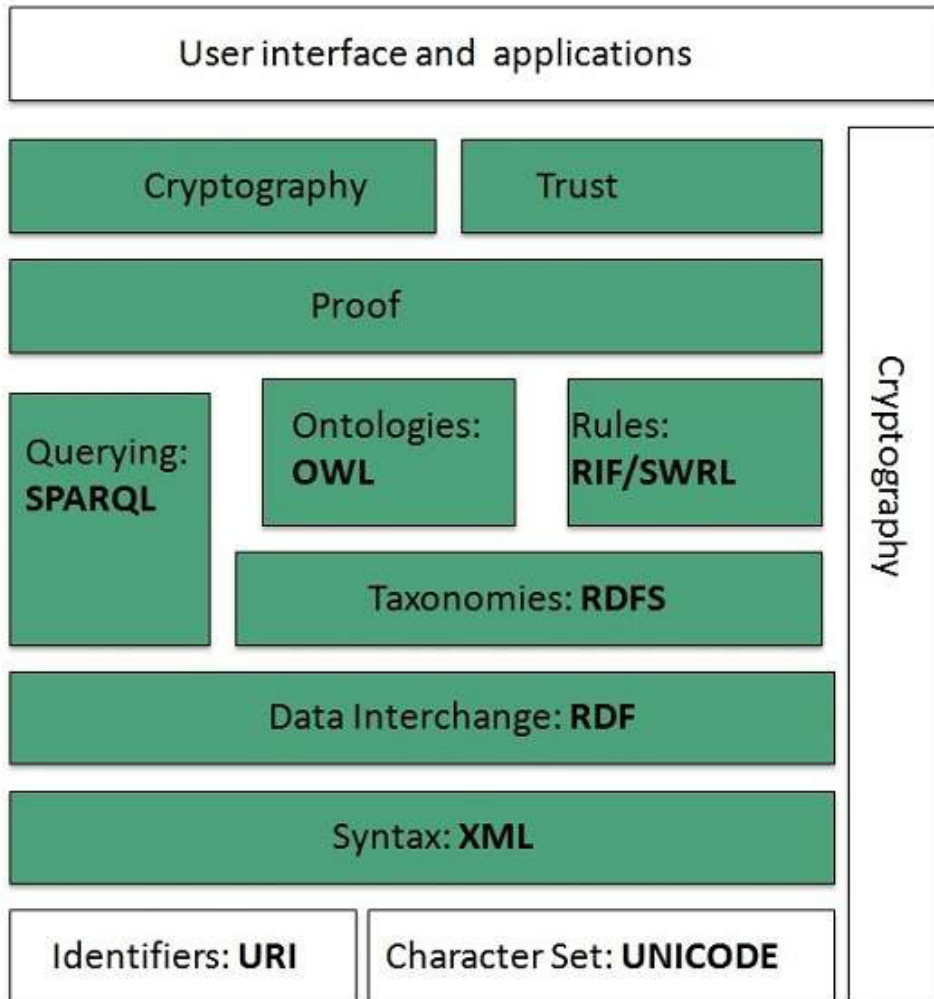 User interface and applications
Cryptography
Trust
Proof
Querying:
SPARQL
Ontologies:
OWL
Rules:
RIF/SWRL
Taxonomies: RDFS
Data Interchange: RDF
Syntax: XML
Identifiers: URI
Character Set: UNICODE
Cryptography